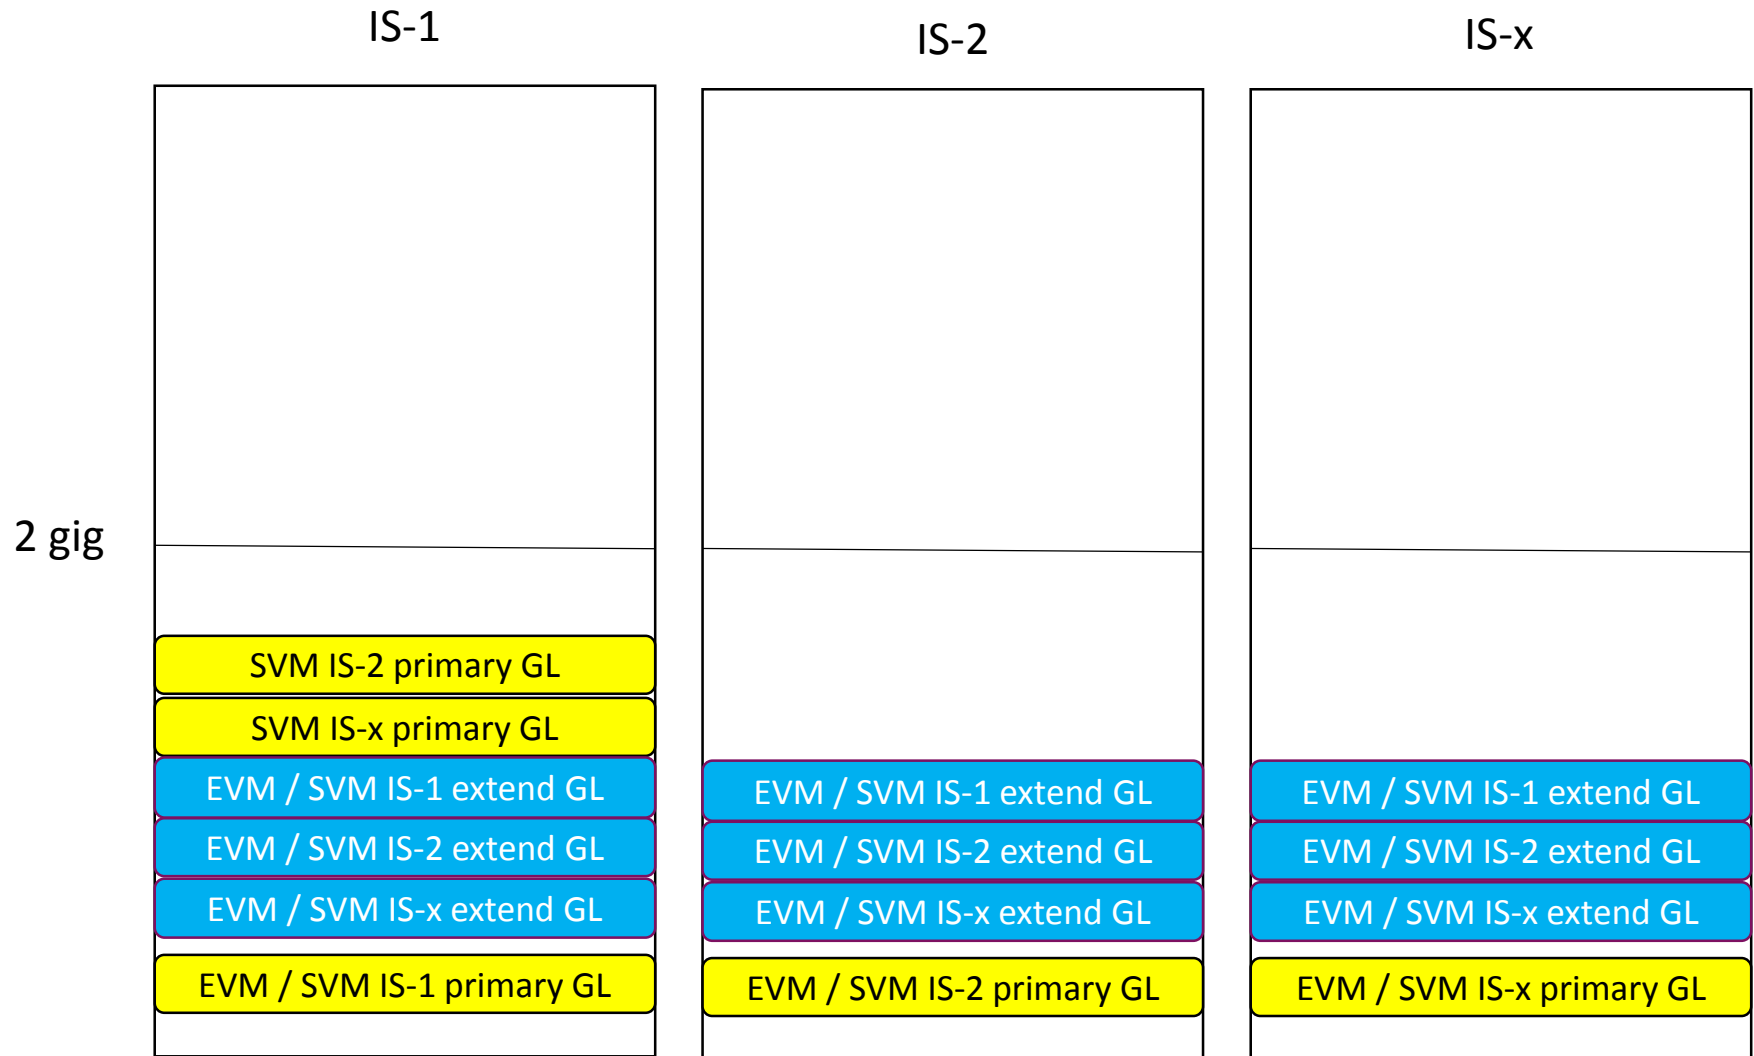 IS-1
IS-2
IS-x
2 gig
SVM IS-2 primary GL
SVM IS-x primary GL
EVM / SVM IS-1 extend GL
EVM / SVM IS-2 extend GL
EVM / SVM IS-x extend GL
EVM / SVM IS-1 primary GL
EVM / SVM IS-1 extend GL
EVM / SVM IS-2 extend GL
EVM / SVM IS-x extend GL
EVM / SVM IS-2 primary GL
EVM / SVM IS-1 extend GL
EVM / SVM IS-2 extend GL
EVM / SVM IS-x extend GL
EVM / SVM IS-x primary GL